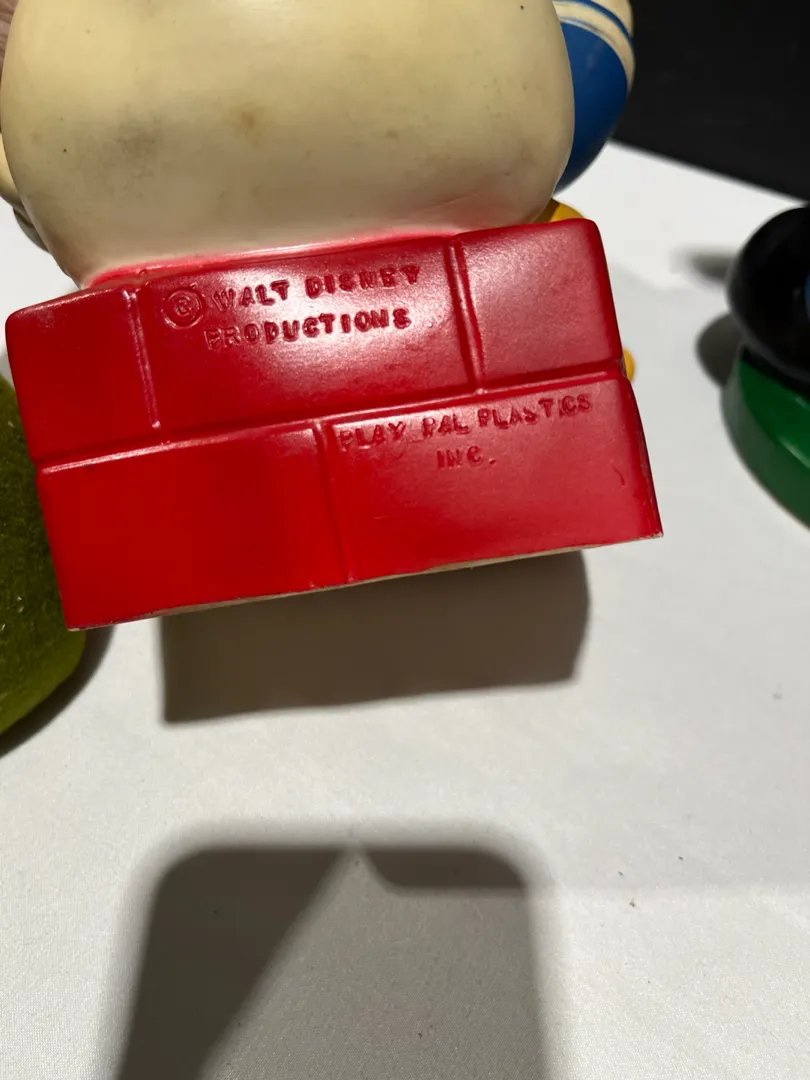 © WALT DISNEY
PRODUCTIONS
PLAY PAL PLASTICS
INC.